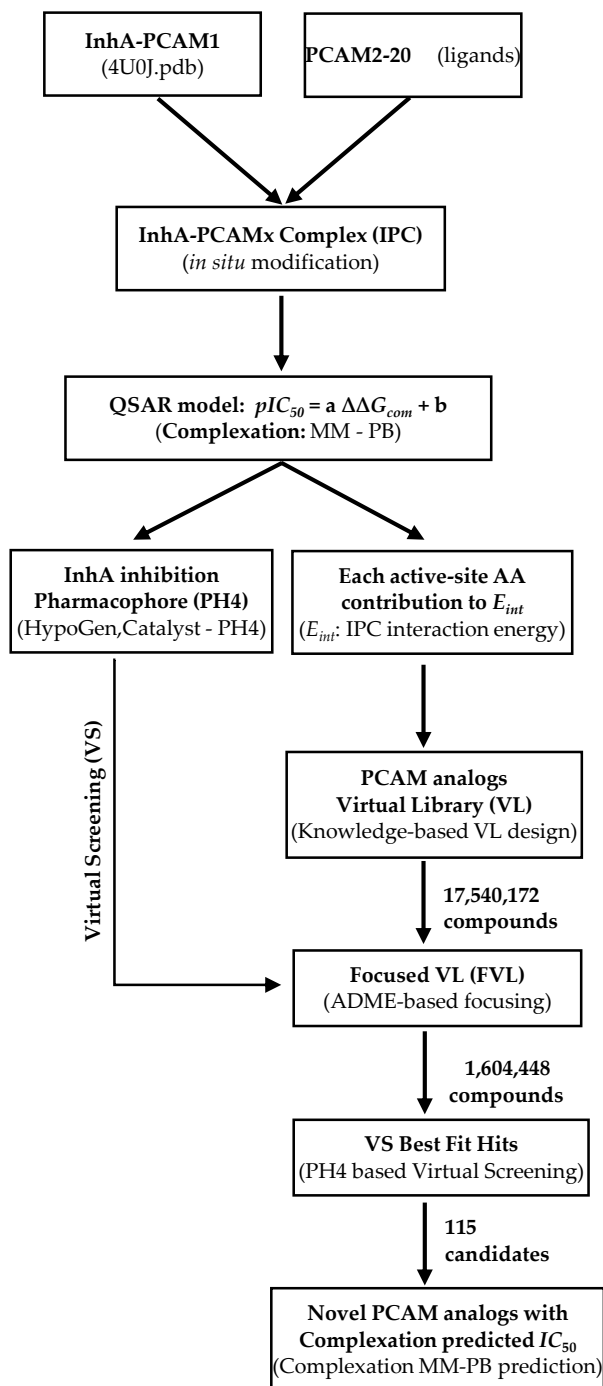 InhA-PCAM1
(4U0J.pdb)
PCAM2-20 (ligands)
InhA-PCAMx Complex (IPC)
(in situ modification)
QSAR model: pIC50 = a ΔΔGcom + b
(Complexation: MM - PB)
InhA inhibition
Pharmacophore (PH4)
(HypoGen,Catalyst - PH4)
Each active-site AA
contribution to Eint
(Eint: IPC interaction energy)
Virtual Screening (VS)
PCAM analogs
Virtual Library (VL)
(Knowledge-based VL design)
17,540,172
compounds
Focused VL (FVL)
(ADME-based focusing)
1,604,448
compounds
VS Best Fit Hits
(PH4 based Virtual Screening)
115
candidates
Novel PCAM analogs with
Complexation predicted IC50
(Complexation MM-PB prediction)